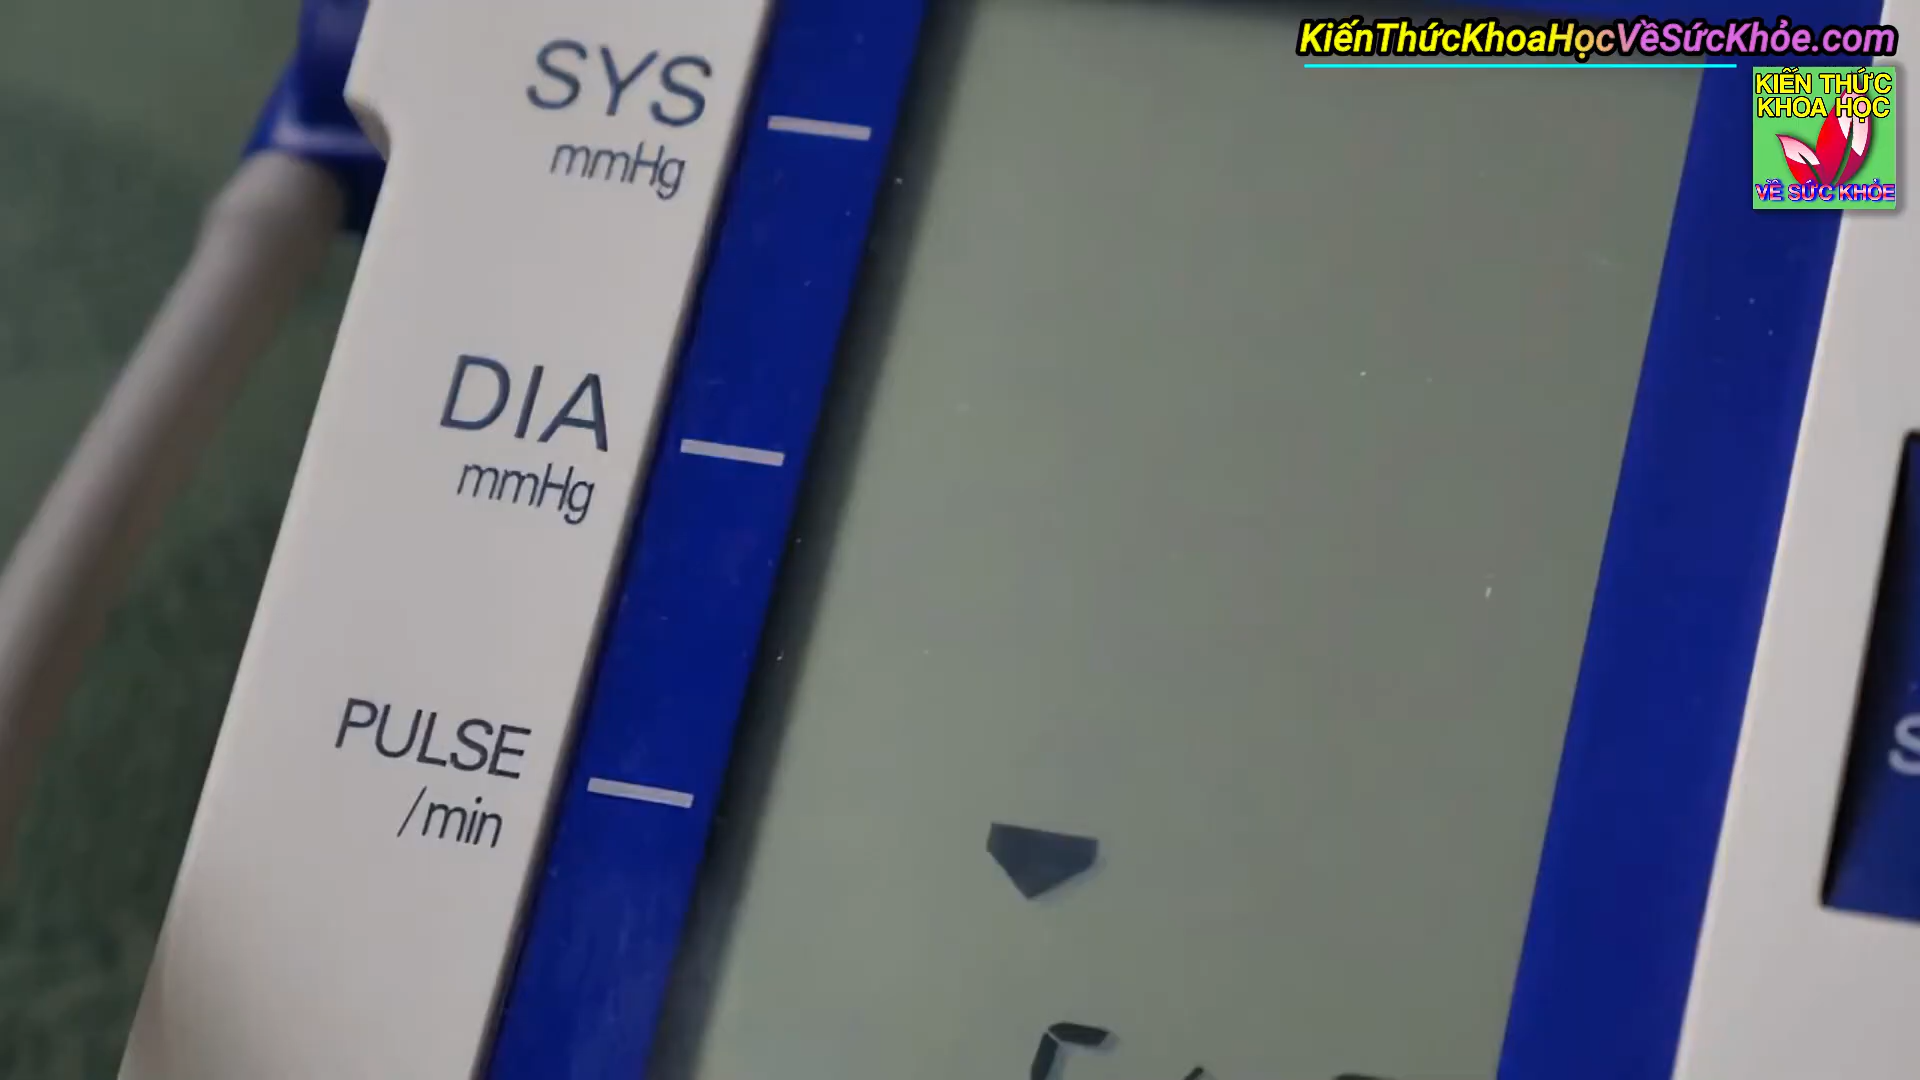 KiếnThứcKhoaHọcVềSứcKhỏe.com
KIẾN THỨC
KHOA HỌC
VỀ SỨC KHỎE
SYS
mmHg
DIA
mmHg
PULSE
/min